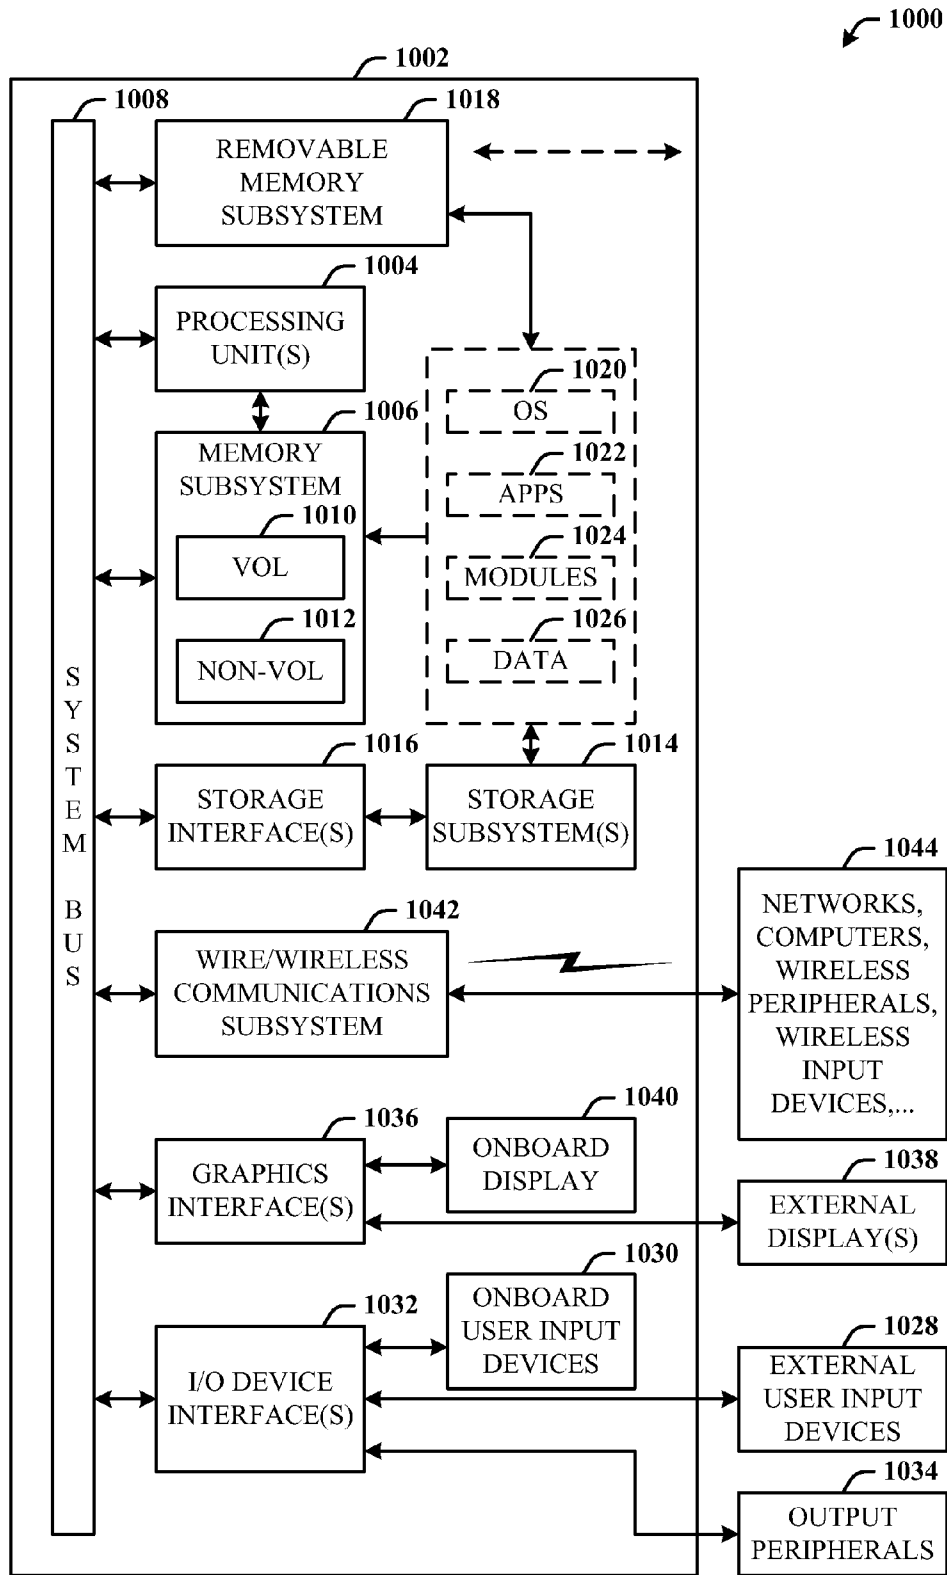 1000
1002
1008
1018
REMOVABLE
MEMORY
SUBSYSTEM
1004
PROCESSING
UNIT(S)
1006
MEMORY
SUBSYSTEM
1010
VOL
1012
NON-VOL
1020
OS
1022
APPS
1024
MODULES
1026
DATA
SYSTEM BUS
1016
STORAGE
INTERFACE(S)
1014
STORAGE
SUBSYSTEM(S)
1042
WIRE/WIRELESS
COMMUNICATIONS
SUBSYSTEM
1044
NETWORKS,
COMPUTERS,
WIRELESS
PERIPHERALS,
WIRELESS
INPUT
DEVICES,...
1036
GRAPHICS
INTERFACE(S)
1040
ONBOARD
DISPLAY
1038
EXTERNAL
DISPLAY(S)
1032
I/O DEVICE
INTERFACE(S)
1030
ONBOARD
USER INPUT
DEVICES
1028
EXTERNAL
USER INPUT
DEVICES
1034
OUTPUT
PERIPHERALS